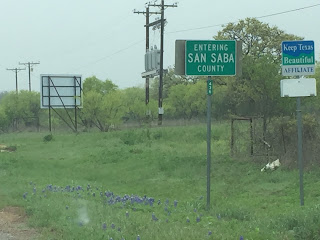 ENTERING
SAN SABA
COUNTY
Keep Texas
Beautiful
AFFILIATE